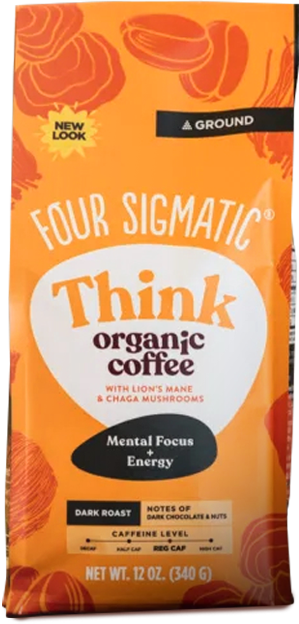 NEW
LOOK
GROUND
FOUR SIGMATIC®
Think
organic
coffee
WITH LION'S MANE
& CHAGA MUSHROOMS
Mental Focus
+
Energy
DARK ROAST
NOTES OF
DARK CHOCOLATE & NUTS
CAFFEINE LEVEL
DECAF HALF CAF REG CAF HIGH CAF
NET WT. 12 OZ. (340 G)